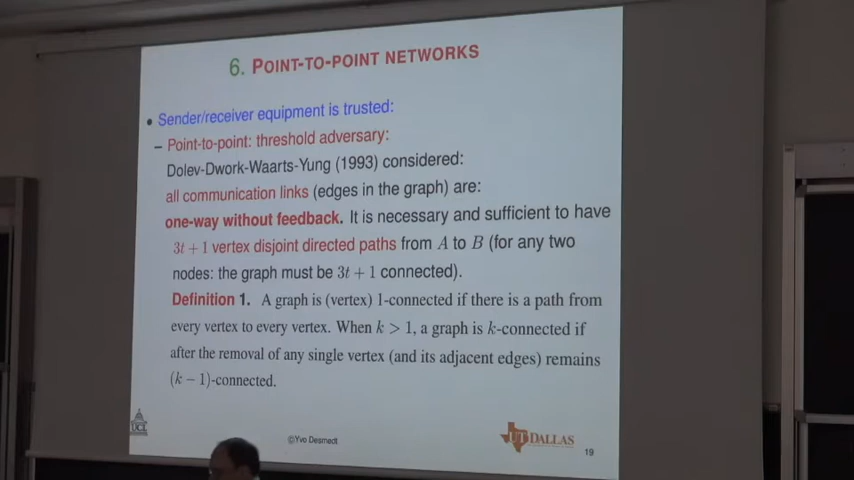 6. POINT-TO-POINT NETWORKS
• Sender/receiver equipment is trusted:
– Point-to-point: threshold adversary:
Dolev-Dwork-Waarts-Yung (1993) considered:
all communication links (edges in the graph) are:
one-way without feedback. It is necessary and sufficient to have
3t + 1 vertex disjoint directed paths from A to B (for any two
nodes: the graph must be 3t + 1 connected).
Definition 1. A graph is (vertex) 1-connected if there is a path from
every vertex to every vertex. When k > 1, a graph is k-connected if
after the removal of any single vertex (and its adjacent edges) remains
(k − 1)-connected.
UCL
©Yvo Desmedt
UT DALLAS
19